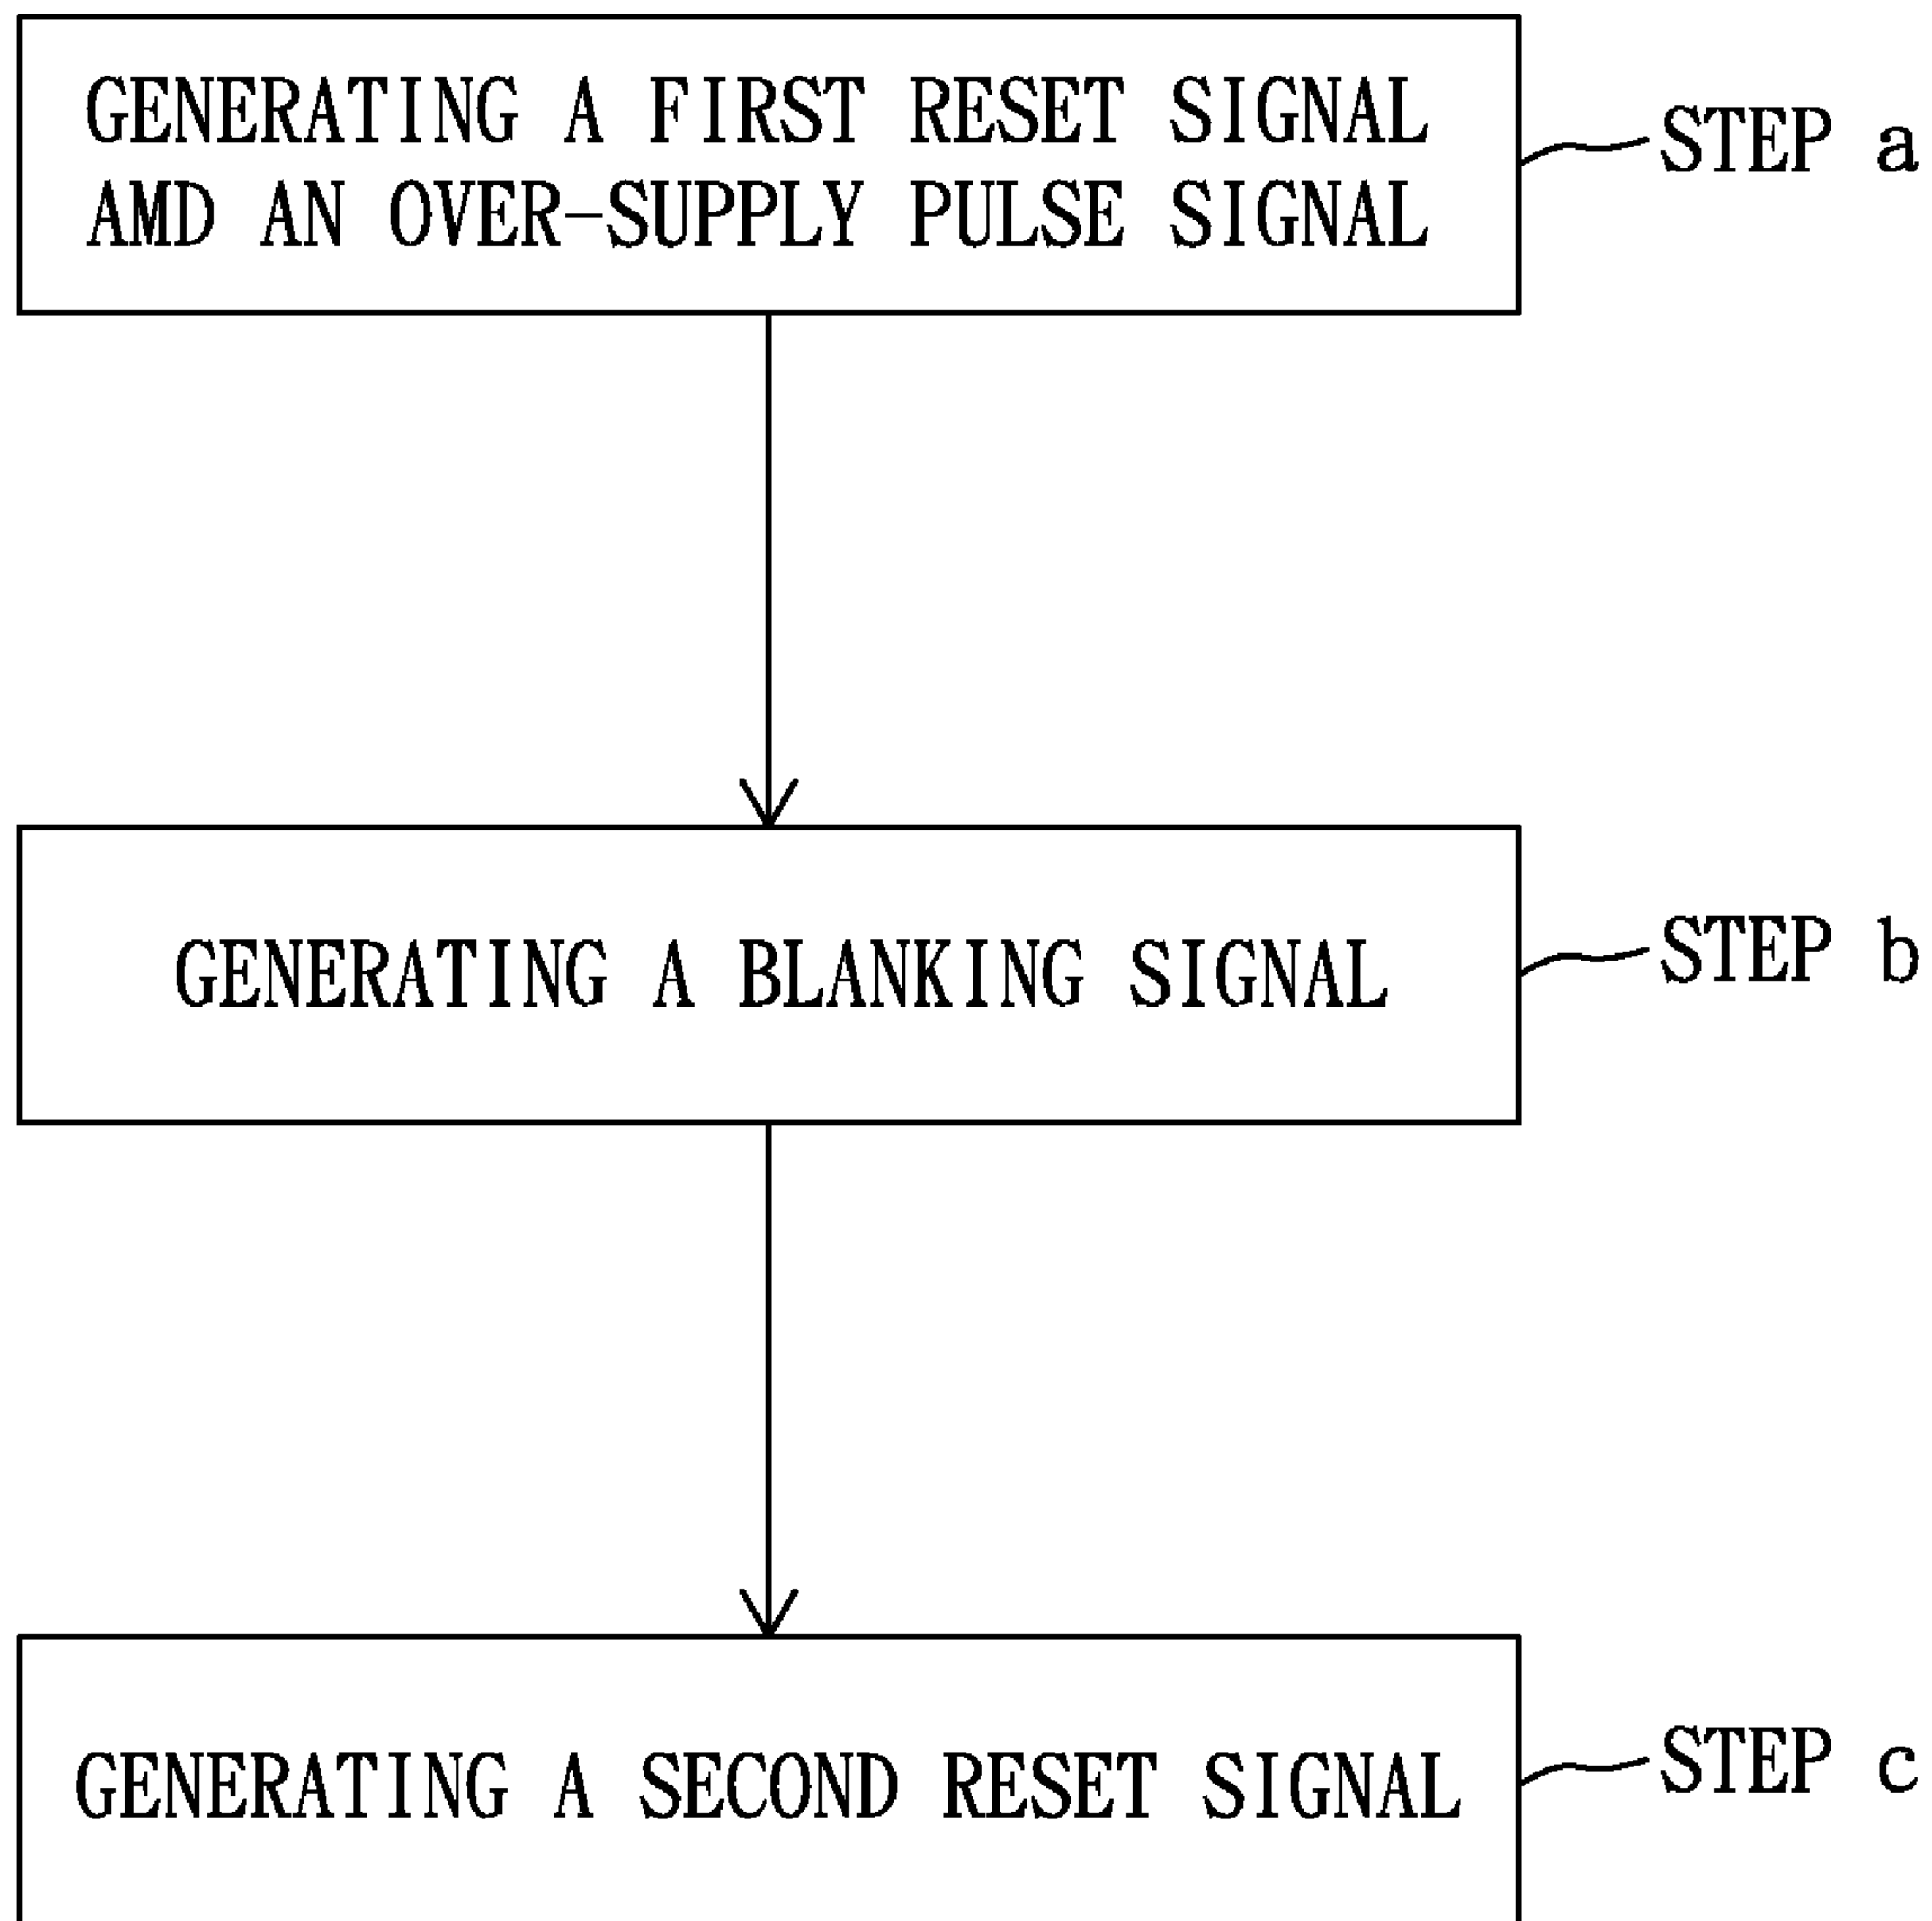 GENERATING A FIRST RESET SIGNAL
AMD AN OVER-SUPPLY PULSE SIGNAL
STEP a
GENERATING A BLANKING SIGNAL
STEP b
GENERATING A SECOND RESET SIGNAL
STEP c